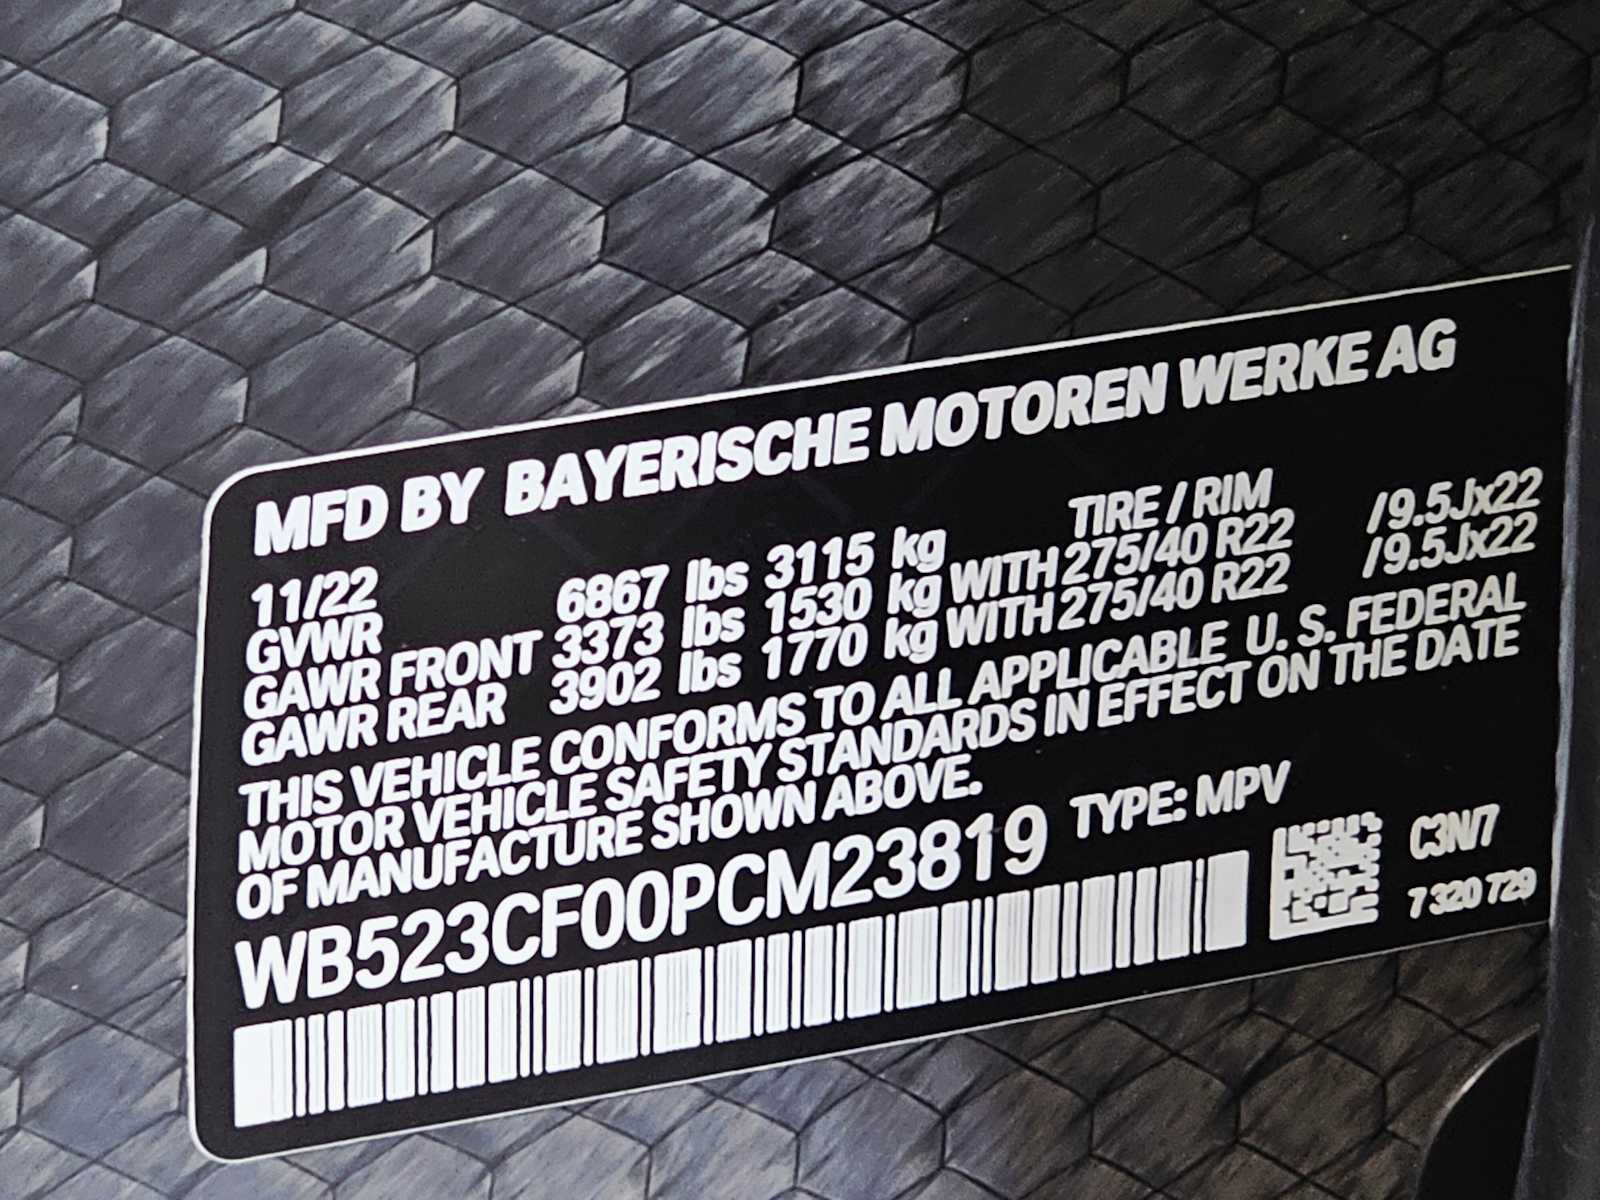 MFD BY BAYERISCHE MOTOREN WERKE AG
11/22 TIRE / RIM
GVWR 6867 lbs 3115 kg
GAWR FRONT 3373 lbs 1530 kg WITH 275/40 R22 /9.5Jx22
GAWR REAR 3902 lbs 1770 kg WITH 275/40 R22 /9.5Jx22
THIS VEHICLE CONFORMS TO ALL APPLICABLE U. S. FEDERAL
MOTOR VEHICLE SAFETY STANDARDS IN EFFECT ON THE DATE
OF MANUFACTURE SHOWN ABOVE.
WB523CF00PCM23819 TYPE: MPV
C3N/7
7 320 729